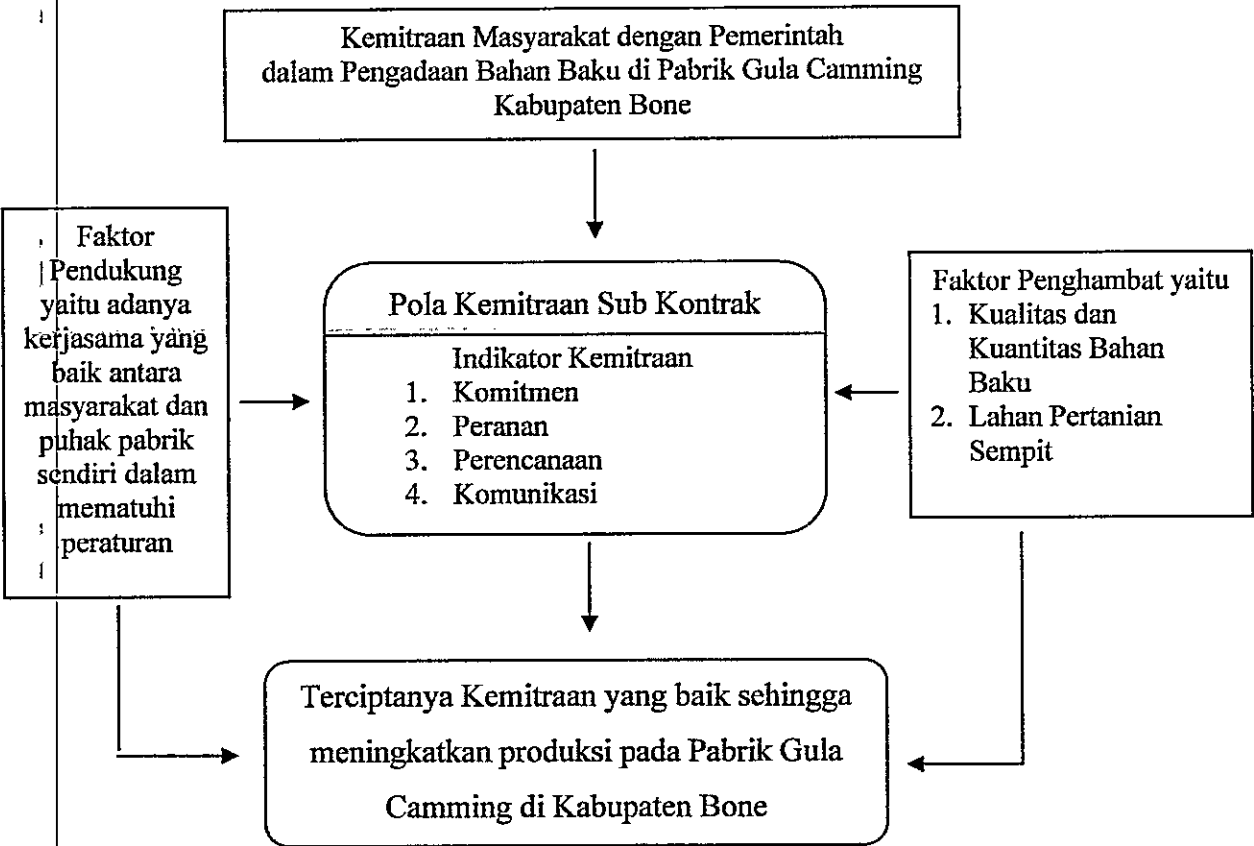 Kemitraan Masyarakat dengan Pemerintah
dalam Pengadaan Bahan Baku di Pabrik Gula Camming
Kabupaten Bone
Faktor
Pendukung
yaitu adanya
kerjasama yang
baik antara
masyarakat dan
puhak pabrik
sendiri dalam
mematuhi
peraturan
Pola Kemitraan Sub Kontrak
Indikator Kemitraan
1. Komitmen
2. Peranan
3. Perencanaan
4. Komunikasi
Faktor Penghambat yaitu
1. Kualitas dan
Kuantitas Bahan
Baku
2. Lahan Pertanian
Sempit
Terciptanya Kemitraan yang baik sehingga
meningkatkan produksi pada Pabrik Gula
Camming di Kabupaten Bone